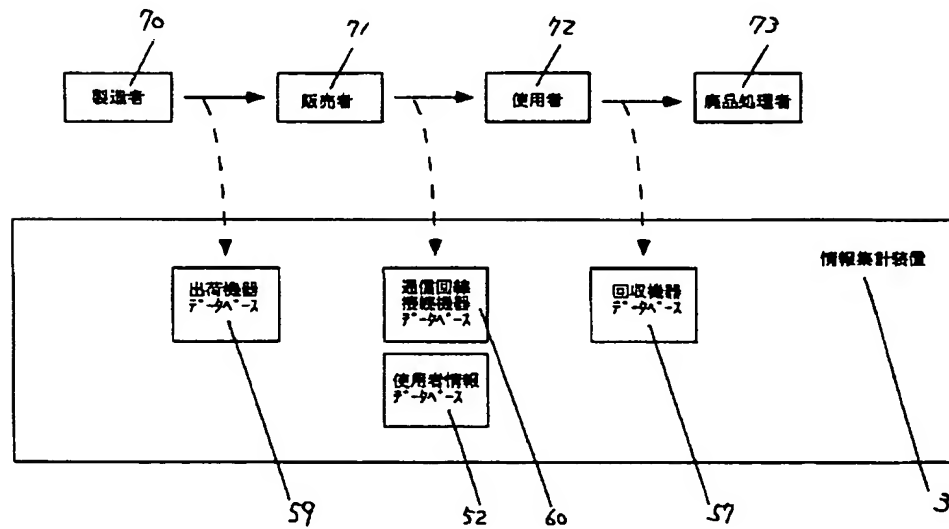 70
71
72
73
製造者
販売者
使用者
廃品処理者
情報集計装置
出荷機器
データベース
通信回線
接続機器
データベース
回収機器
データベース
使用者情報
データベース
59
52
60
57
3